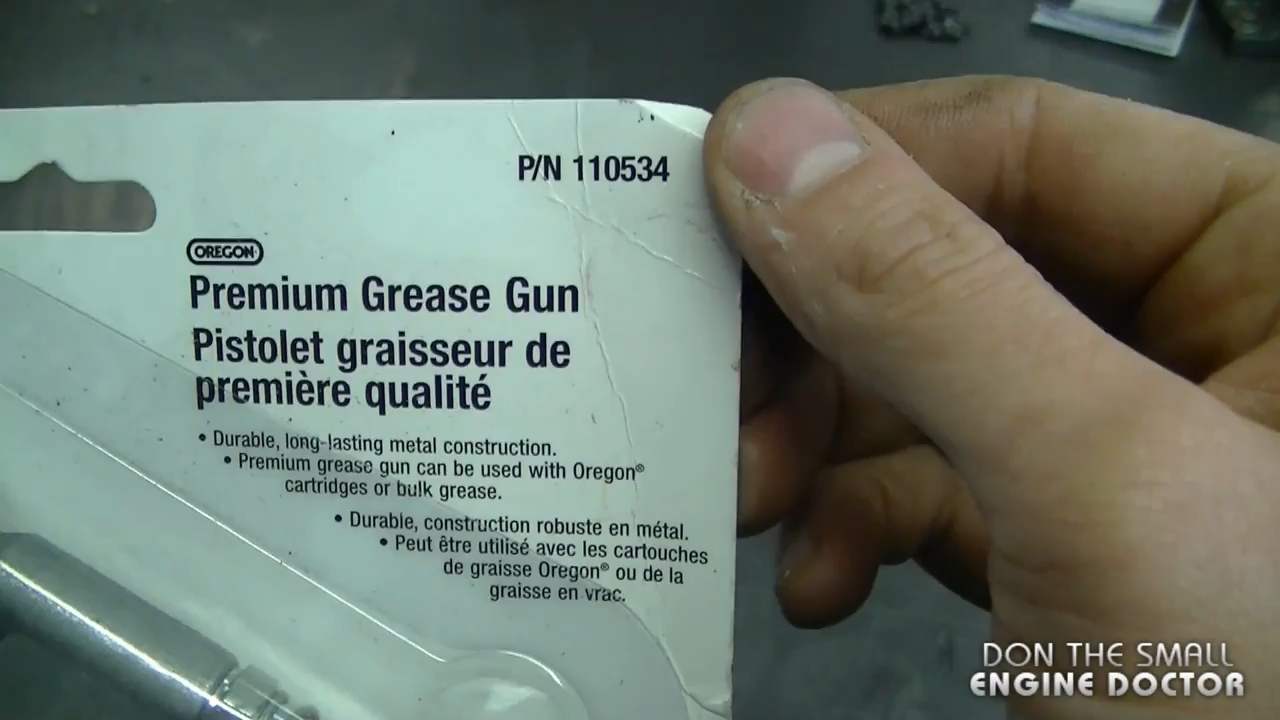 P/N 110534
OREGON
Premium Grease Gun
Pistolet graisseur de
première qualité
• Durable, long-lasting metal construction.
• Premium grease gun can be used with Oregon®
cartridges or bulk grease.
• Durable, construction robuste en métal.
• Peut être utilisé avec les cartouches
de graisse Oregon® ou de la
graisse en vrac.
DON THE SMALL
ENGINE DOCTOR